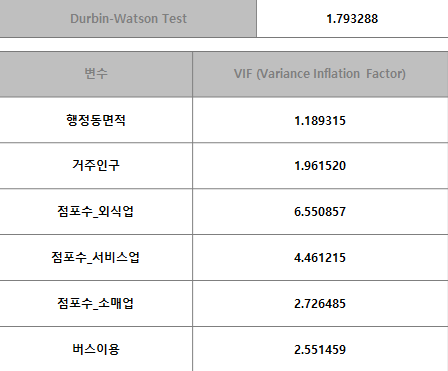 Durbin-Watson Test 1.793288
변수 VIF (Variance Inflation Factor)
행정동면적 1.189315
거주인구 1.961520
점포수_외식업 6.550857
점포수_서비스업 4.461215
점포수_소매업 2.726485
버스이용 2.551459